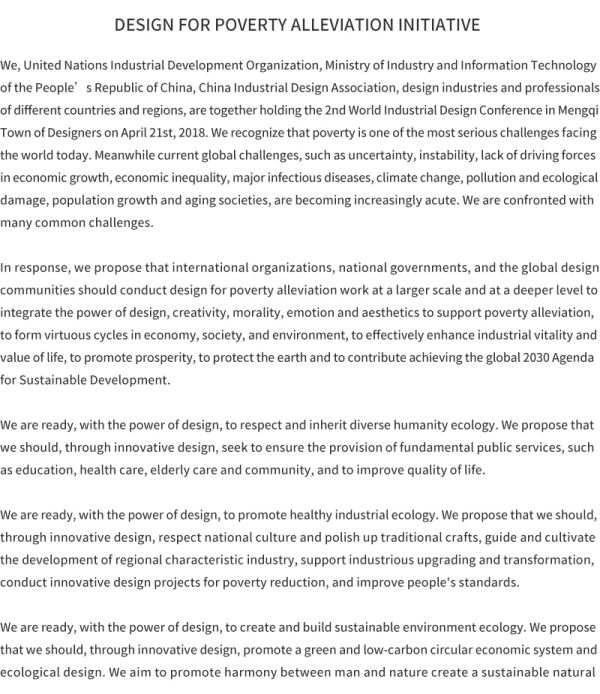 DESIGN FOR POVERTY ALLEVIATION INITIATIVE
We, United Nations Industrial Development Organization, Ministry of Industry and Information Technology
of the People’s Republic of China, China Industrial Design Association, design industries and professionals
of different countries and regions, are together holding the 2nd World Industrial Design Conference in Mengqi
Town of Designers on April 21st, 2018. We recognize that poverty is one of the most serious challenges facing
the world today. Meanwhile current global challenges, such as uncertainty, instability, lack of driving forces
in economic growth, economic inequality, major infectious diseases, climate change, pollution and ecological
damage, population growth and aging societies, are becoming increasingly acute. We are confronted with
many common challenges.
In response, we propose that international organizations, national governments, and the global design
communities should conduct design for poverty alleviation work at a larger scale and at a deeper level to
integrate the power of design, creativity, morality, emotion and aesthetics to support poverty alleviation,
to form virtuous cycles in economy, society, and environment, to effectively enhance industrial vitality and
value of life, to promote prosperity, to protect the earth and to contribute achieving the global 2030 Agenda
for Sustainable Development.
We are ready, with the power of design, to respect and inherit diverse humanity ecology. We propose that
we should, through innovative design, seek to ensure the provision of fundamental public services, such
as education, health care, elderly care and community, and to improve quality of life.
We are ready, with the power of design, to promote healthy industrial ecology. We propose that we should,
through innovative design, respect national culture and polish up traditional crafts, guide and cultivate
the development of regional characteristic industry, support industrious upgrading and transformation,
conduct innovative design projects for poverty reduction, and improve people's standards.
We are ready, with the power of design, to create and build sustainable environment ecology. We propose
that we should, through innovative design, promote a green and low-carbon circular economic system and
ecological design. We aim to promote harmony between man and nature create a sustainable natural